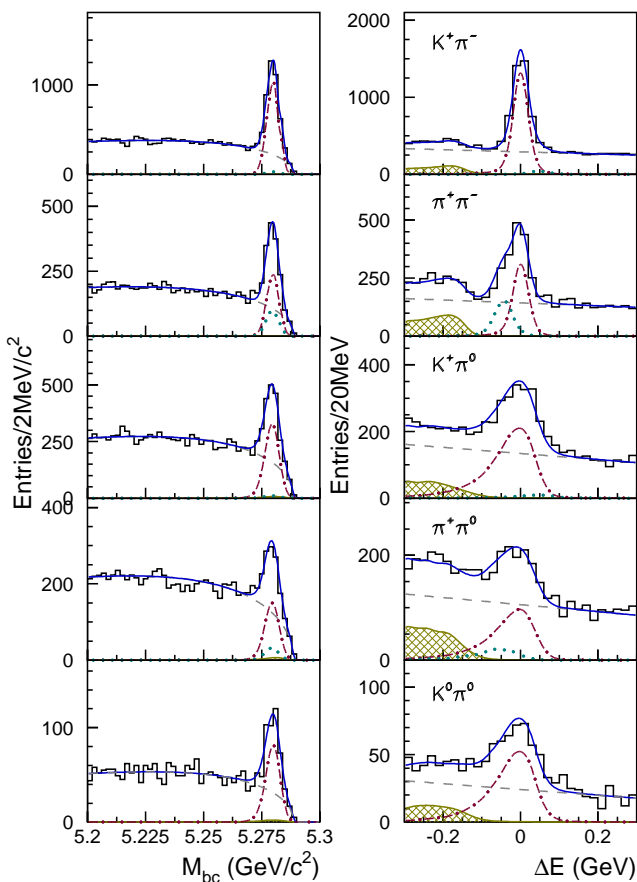 Entries/2MeV/c²
1000
0
500
250
0
500
250
0
400
200
0
100
0
5.2 5.225 5.25 5.275 5.3
M_bc (GeV/c²)
Entries/20MeV
2000
1000
0
K⁺π⁻
500
250
0
π⁺π⁻
400
200
0
K⁺π⁰
200
0
π⁺π⁰
100
50
0
K⁰π⁰
-0.2 0 0.2
ΔE (GeV)